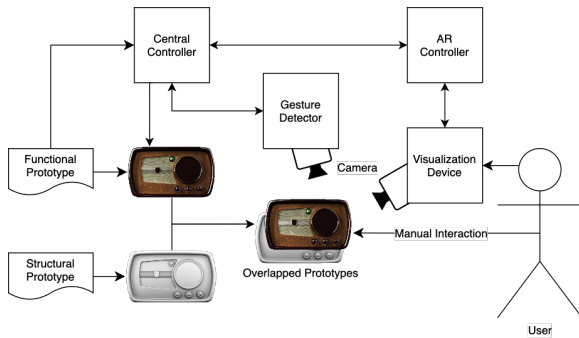 Central
Controller
AR
Controller
Gesture
Detector
Functional
Prototype
Camera
Visualization
Device
Manual Interaction
Structural
Prototype
Overlapped Prototypes
User